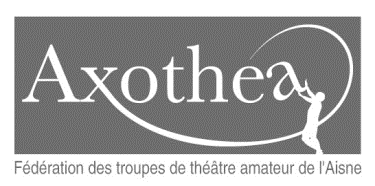 Axothea
Fédération des troupes de théâtre amateur de l'Aisne